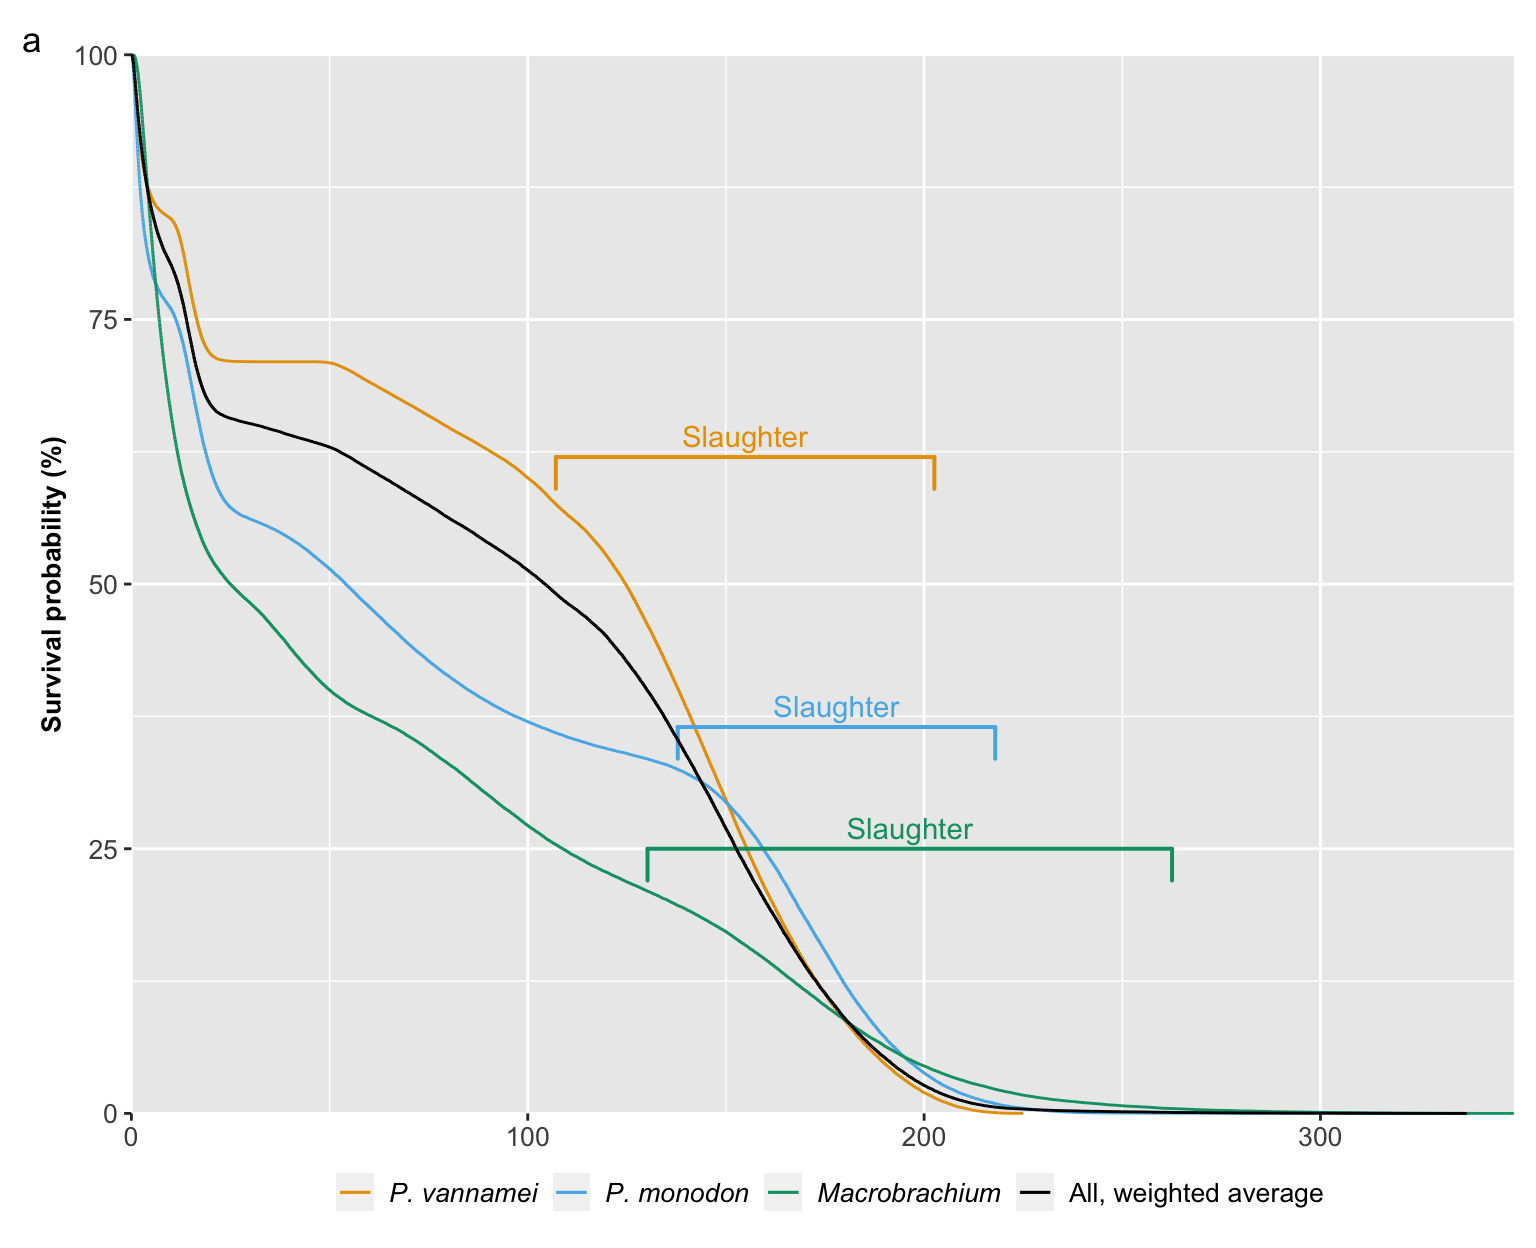 a
100
75
50
25
0
Survival probability (%)
Slaughter
Slaughter
Slaughter
0 100 200 300
P. vannamei P. monodon Macrobrachium All, weighted average